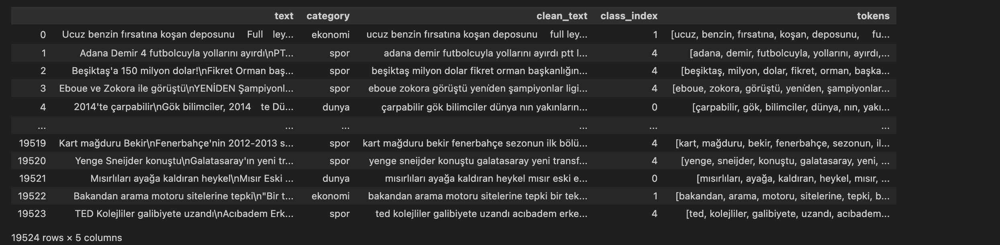 text category clean_text class_index tokens
0 Ucuz benzin fırsatına koşan deposunu    Full    ley... ekonomi ucuz benzin fırsatına koşan deposunu    full ley... 1 [ucuz, benzin, fırsatına, koşan, deposunu,    fu...
1 Adana Demir 4 futbolcuyla yollarını ayırdı\nPT... spor adana demir futbolcuyla yollarını ayırdı ptt l... 4 [adana, demir, futbolcuyla, yollarını, ayırdı,...
2 Beşiktaş'a 150 milyon dolar!\nFikret Orman baş... spor beşiktaş milyon dolar fikret orman başkanlığın... 4 [beşiktaş, milyon, dolar, fikret, orman, başka...
3 Eboue ve Zokora ile görüştü\nYENİDEN Şampiyonl... spor eboue zokora görüştü yeni̇den şampiyonlar ligi... 4 [eboue, zokora, görüştü, yeni̇den, şampiyonlar...
4 2014'te çarpabilir\nGök bilimciler, 2014    te Dü... dunya çarpabilir gök bilimciler dünya nın yakınların... 0 [çarpabilir, gök, bilimciler, dünya, nın, yakı...
... ... ... ... ... ...
19519 Kart mağduru Bekir\nFenerbahçe'nin 2012-2013 s... spor kart mağduru bekir fenerbahçe sezonun ilk bölü... 4 [kart, mağduru, bekir, fenerbahçe, sezonun, il...
19520 Yenge Sneijder konuştu\nGalatasaray'ın yeni tr... spor yenge sneijder konuştu galatasaray yeni transf... 4 [yenge, sneijder, konuştu, galatasaray, yeni, ...
19521 Mısırlıları ayağa kaldıran heykel\nMısır Eski ... dunya mısırlıları ayağa kaldıran heykel mısır eski e... 0 [mısırlıları, ayağa, kaldıran, heykel, mısır, ...
19522 Bakandan arama motoru sitelerine tepki\n"Bir t... ekonomi bakandan arama motoru sitelerine tepki bir tek... 1 [bakandan, arama, motoru, sitelerine, tepki, b...
19523 TED Kolejliler galibiyete uzandı\nAcıbadem Erk... spor ted kolejliler galibiyete uzandı acıbadem erke... 4 [ted, kolejliler, galibiyete, uzandı, acıbadem...
19524 rows × 5 columns